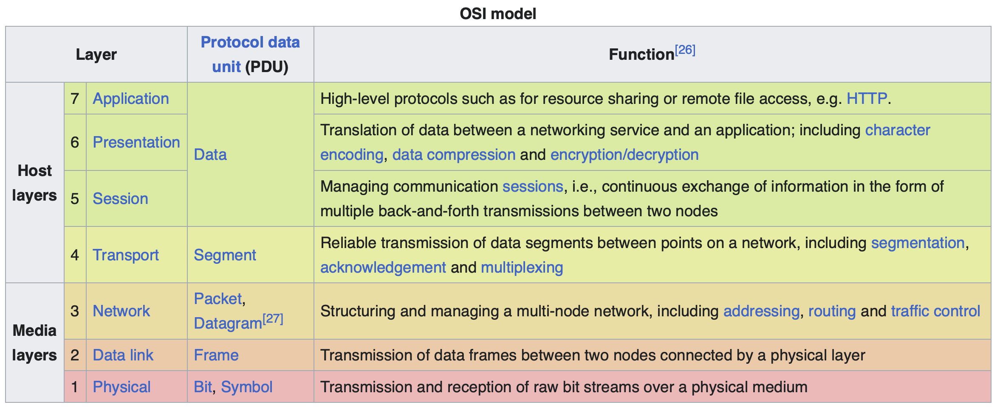 OSI model
Layer
Protocol data
unit (PDU)
Function[26]
Host
layers
7
Application
Data
High-level protocols such as for resource sharing or remote file access, e.g. HTTP.
6
Presentation
Translation of data between a networking service and an application; including character
encoding, data compression and encryption/decryption
5
Session
Managing communication sessions, i.e., continuous exchange of information in the form of
multiple back-and-forth transmissions between two nodes
4
Transport
Segment
Reliable transmission of data segments between points on a network, including segmentation,
acknowledgement and multiplexing
Media
layers
3
Network
Packet,
Datagram[27]
Structuring and managing a multi-node network, including addressing, routing and traffic control
2
Data link
Frame
Transmission of data frames between two nodes connected by a physical layer
1
Physical
Bit, Symbol
Transmission and reception of raw bit streams over a physical medium